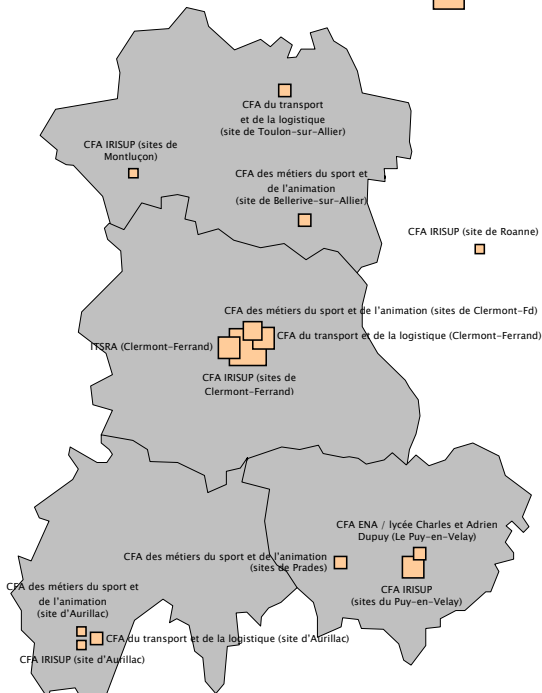 CFA du transport
et de la logistique
(site de Toulon-sur-Allier)
CFA IRISUP (sites de
Montluçon)
CFA des métiers du sport et
de l'animation
(site de Bellerive-sur-Allier)
CFA IRISUP (site de Roanne)
CFA des métiers du sport et de l'animation (sites de Clermont-Fd)
CFA du transport et de la logistique (Clermont-Ferrand)
ITSRA (Clermont-Ferrand)
CFA IRISUP (sites de
Clermont-Ferrand)
CFA ENA / lycée Charles et Adrien
Dupuy (Le Puy-en-Velay)
CFA des métiers du sport et de l'animation
(sites de Prades)
CFA IRISUP
(sites du Puy-en-Velay)
CFA des métiers du sport et
de l'animation
(site d'Aurillac)
CFA du transport et de la logistique (site d'Aurillac)
CFA IRISUP (site d'Aurillac)